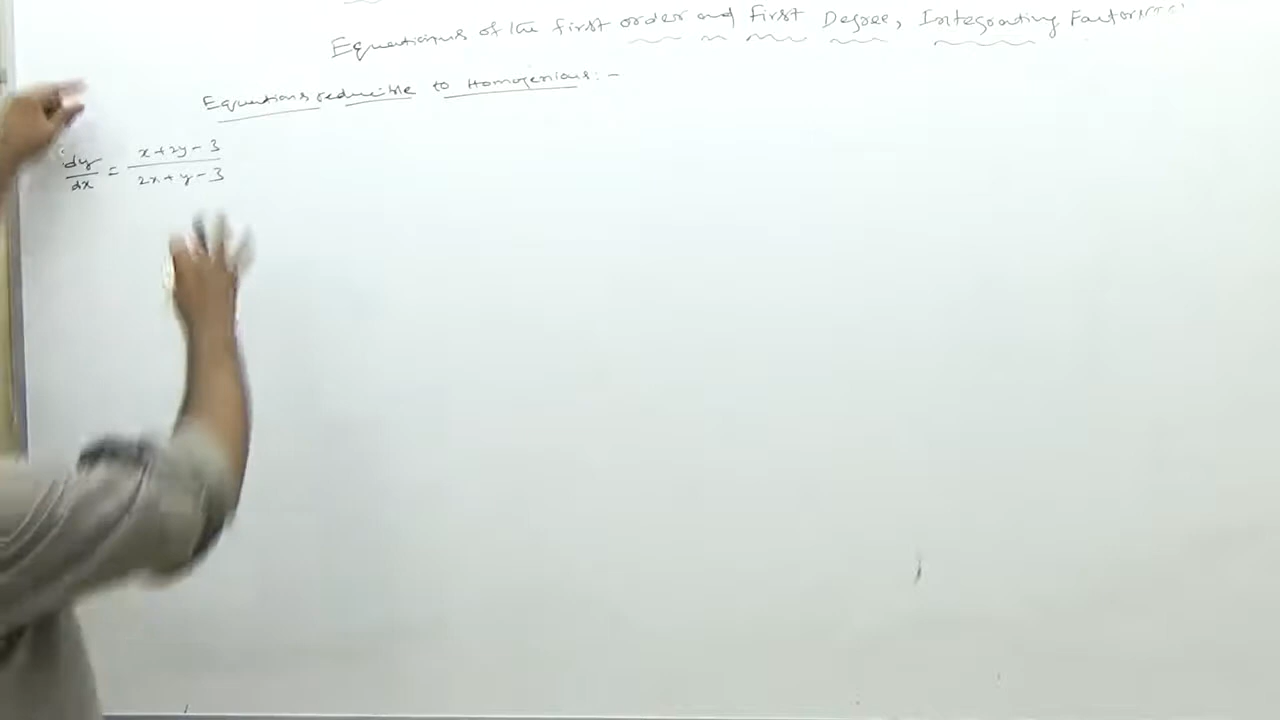 Equations of the first order and First Degree, Integrating Factors
Equations reducible to Homogenious:-
dy/dx = (x+2y-3)/(2x+y-3)